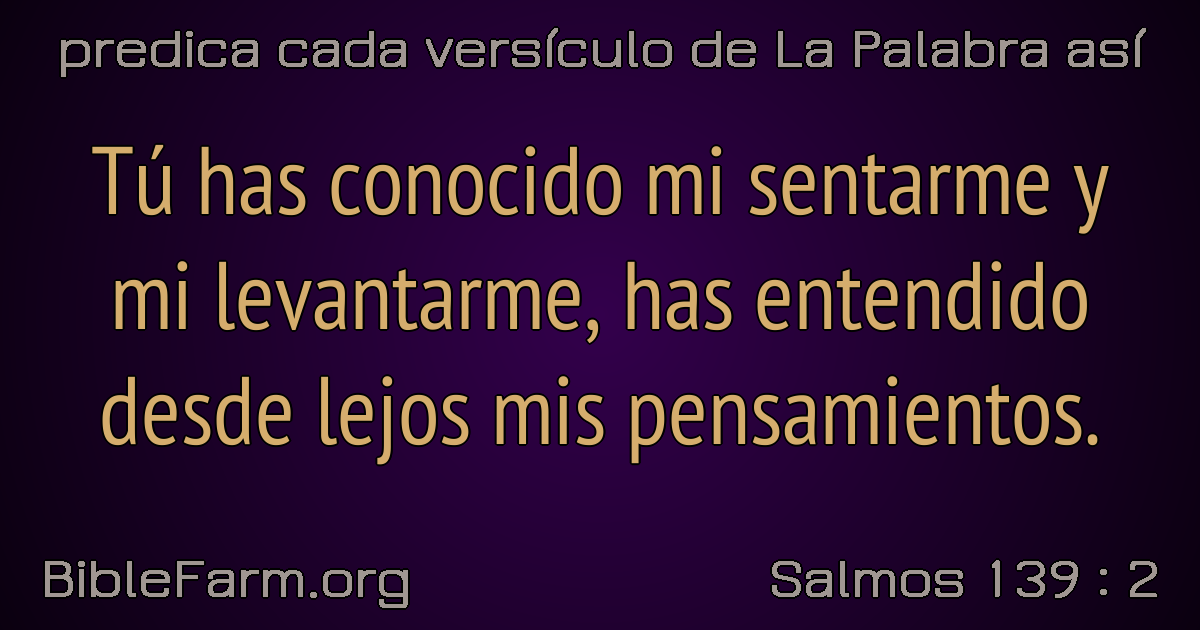 predica cada versículo de La Palabra así
Tú has conocido mi sentarme y
mi levantarme, has entendido
desde lejos mis pensamientos.
BibleFarm.org
Salmos 139 : 2